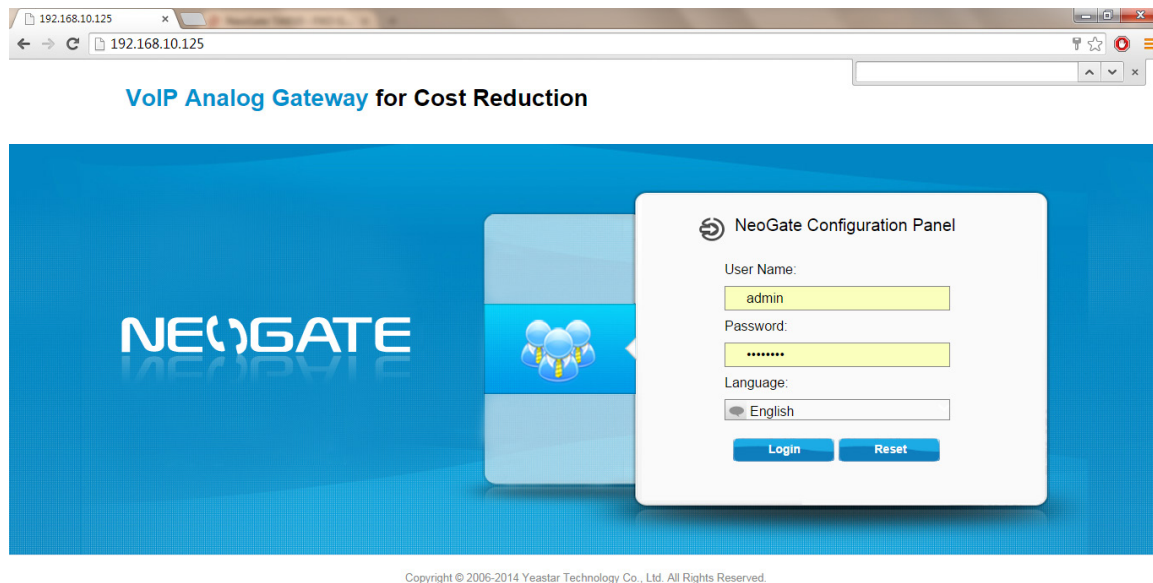 192.168.10.125
192.168.10.125
VoIP Analog Gateway for Cost Reduction
NEOGATE
NeoGate Configuration Panel
User Name:
admin
Password:
••••••••
Language:
English
Login
Reset
Copyright © 2006-2014 Yeastar Technology Co., Ltd. All Rights Reserved.